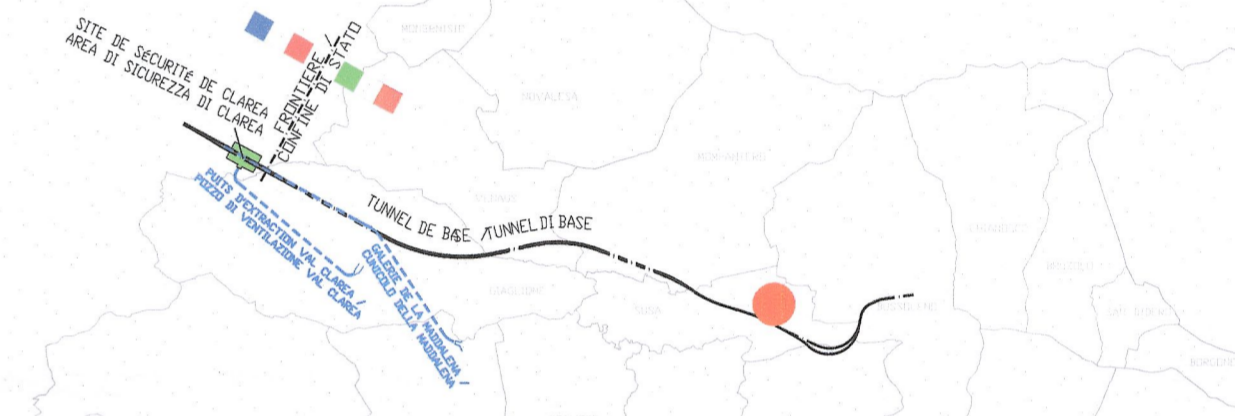 SITE DE SÉCURITÉ DE CLAREA
AREA DI SICUREZZA DI CLAREA
FRONTIERE /
CONFINE DI STATO
PUITS D'EXTRACTION VAL CLAREA /
POZZO DI VENTILAZIONE VAL CLAREA
TUNNEL DE BASE /TUNNEL DI BASE
GALERIE DE LA MADDALENA /
CUNICOLO DELLA MADDALENA
NOVALESA
SUSA